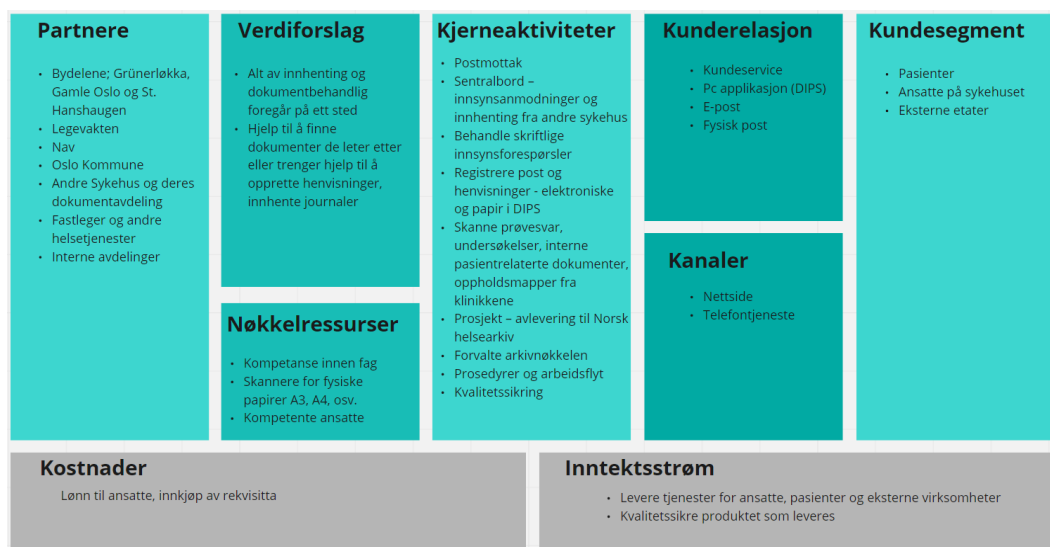 Partnere
• Bydelene; Grünerløkka,
Gamle Oslo og St.
Hanshaugen
• Legevakten
• Nav
• Oslo Kommune
• Andre Sykehus og deres
dokumentavdeling
• Fastleger og andre
helsetjenester
• Interne avdelinger
Verdiforslag
• Alt av innhenting og
dokumentbehandlig
foregår på ett sted
• Hjelp til å finne
dokumenter de leter etter
eller trenger hjelp til å
opprette henvisninger,
innhente journaler
Nøkkelressurser
• Kompetanse innen fag
• Skannere for fysiske
papirer A3, A4, osv.
• Kompetente ansatte
Kjerneaktiviteter
• Postmottak
• Sentralbord –
innsynsanmodninger og
innhenting fra andre sykehus
• Behandle skriftlige
innsynsforespørsler
• Registrere post og
henvisninger - elektroniske
og papir i DIPS
• Skanne prøvesvar,
undersøkelser, interne
pasientrelaterte dokumenter,
oppholdsmapper fra
klinikkene
• Prosjekt – avlevering til Norsk
helsearkiv
• Forvalte arkivnøkkelen
• Prosedyrer og arbeidsflyt
• Kvalitetssikring
Kunderelasjon
• Kundeservice
• Pc applikasjon (DIPS)
• E-post
• Fysisk post
Kanaler
• Nettside
• Telefontjeneste
Kundesegment
• Pasienter
• Ansatte på sykehuset
• Eksterne etater
Kostnader
Lønn til ansatte, innkjøp av rekvisitta
Inntektsstrøm
• Levere tjenester for ansatte, pasienter og eksterne virksomheter
• Kvalitetssikre produktet som leveres